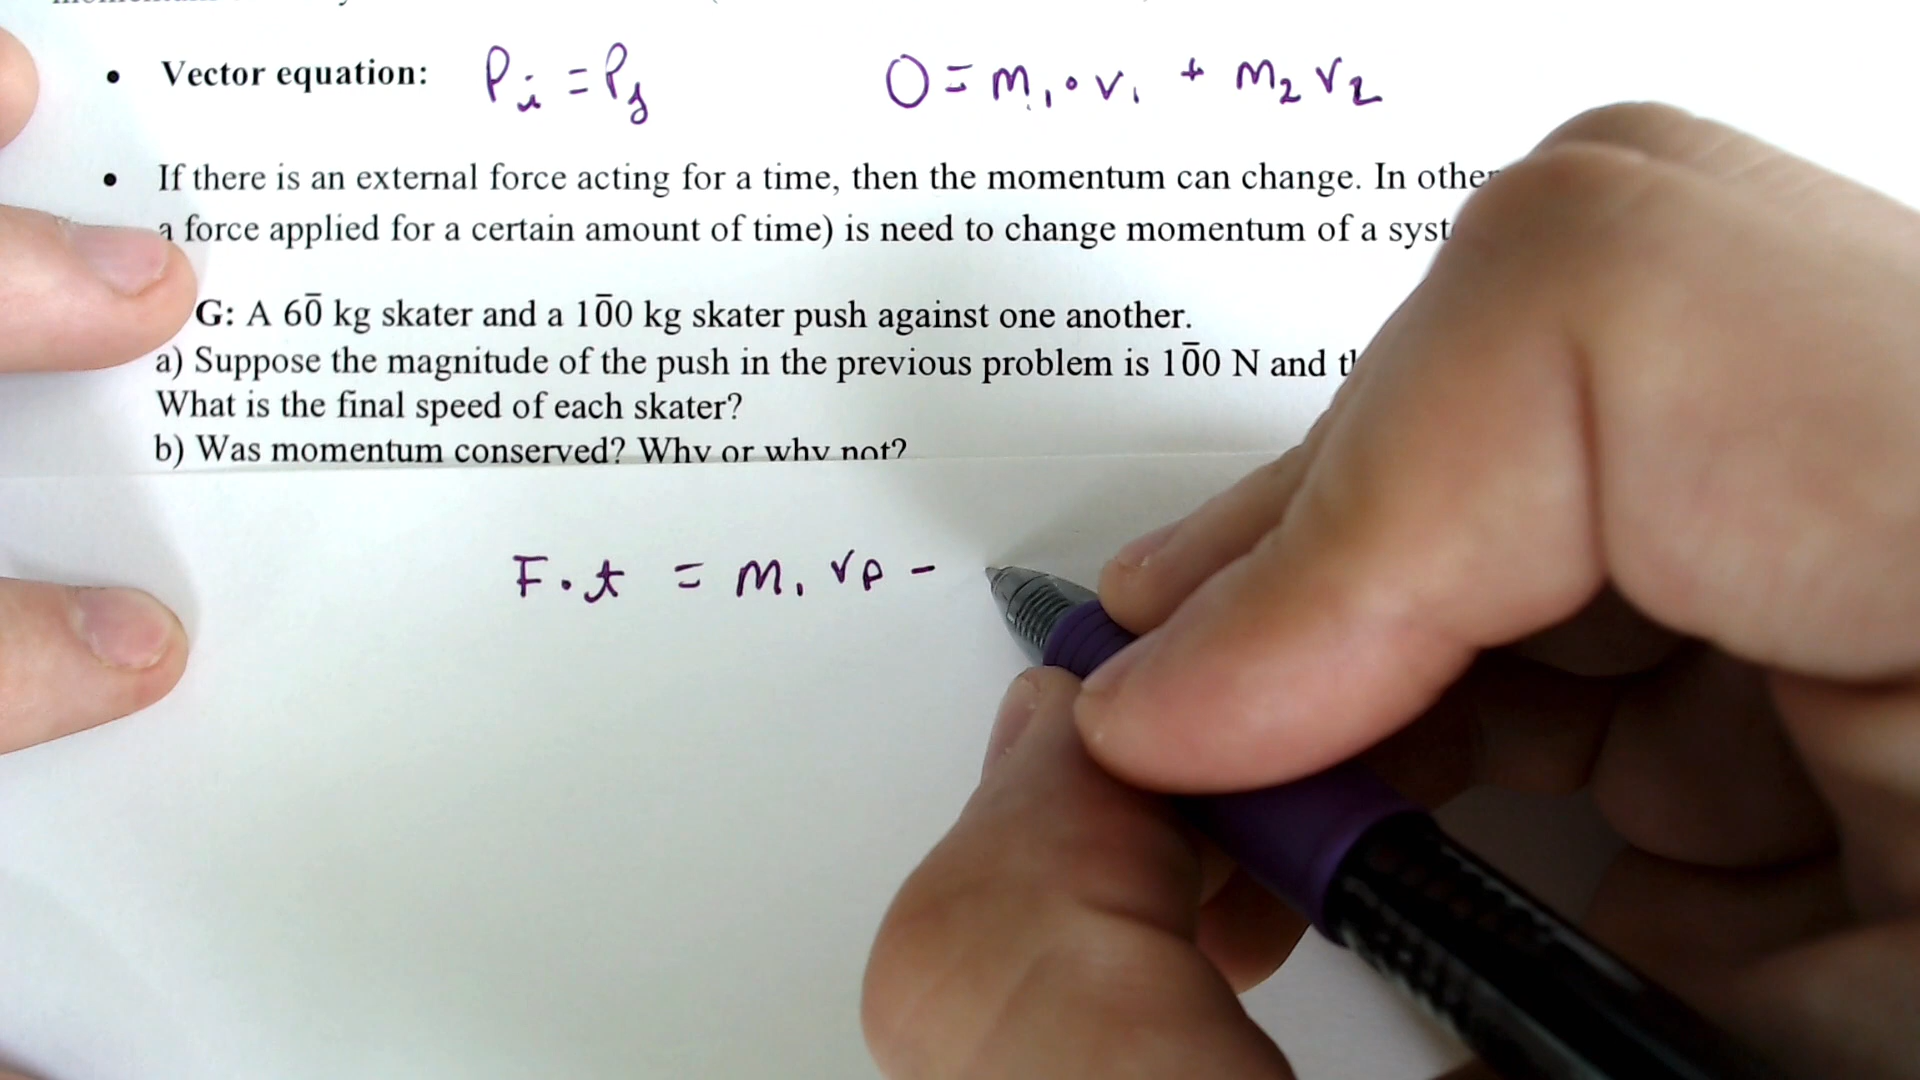 • Vector equation: Pi = Pf 0 = m₁ • v₁ + m₂ v₂
• If there is an external force acting for a time, then the momentum can change. In other
a force applied for a certain amount of time) is need to change momentum of a syst
G: A 60̅ kg skater and a 10̅0 kg skater push against one another.
a) Suppose the magnitude of the push in the previous problem is 10̅0 N and
What is the final speed of each skater?
b) Was momentum conserved? Why or why not?
F • t = m₁ vf -